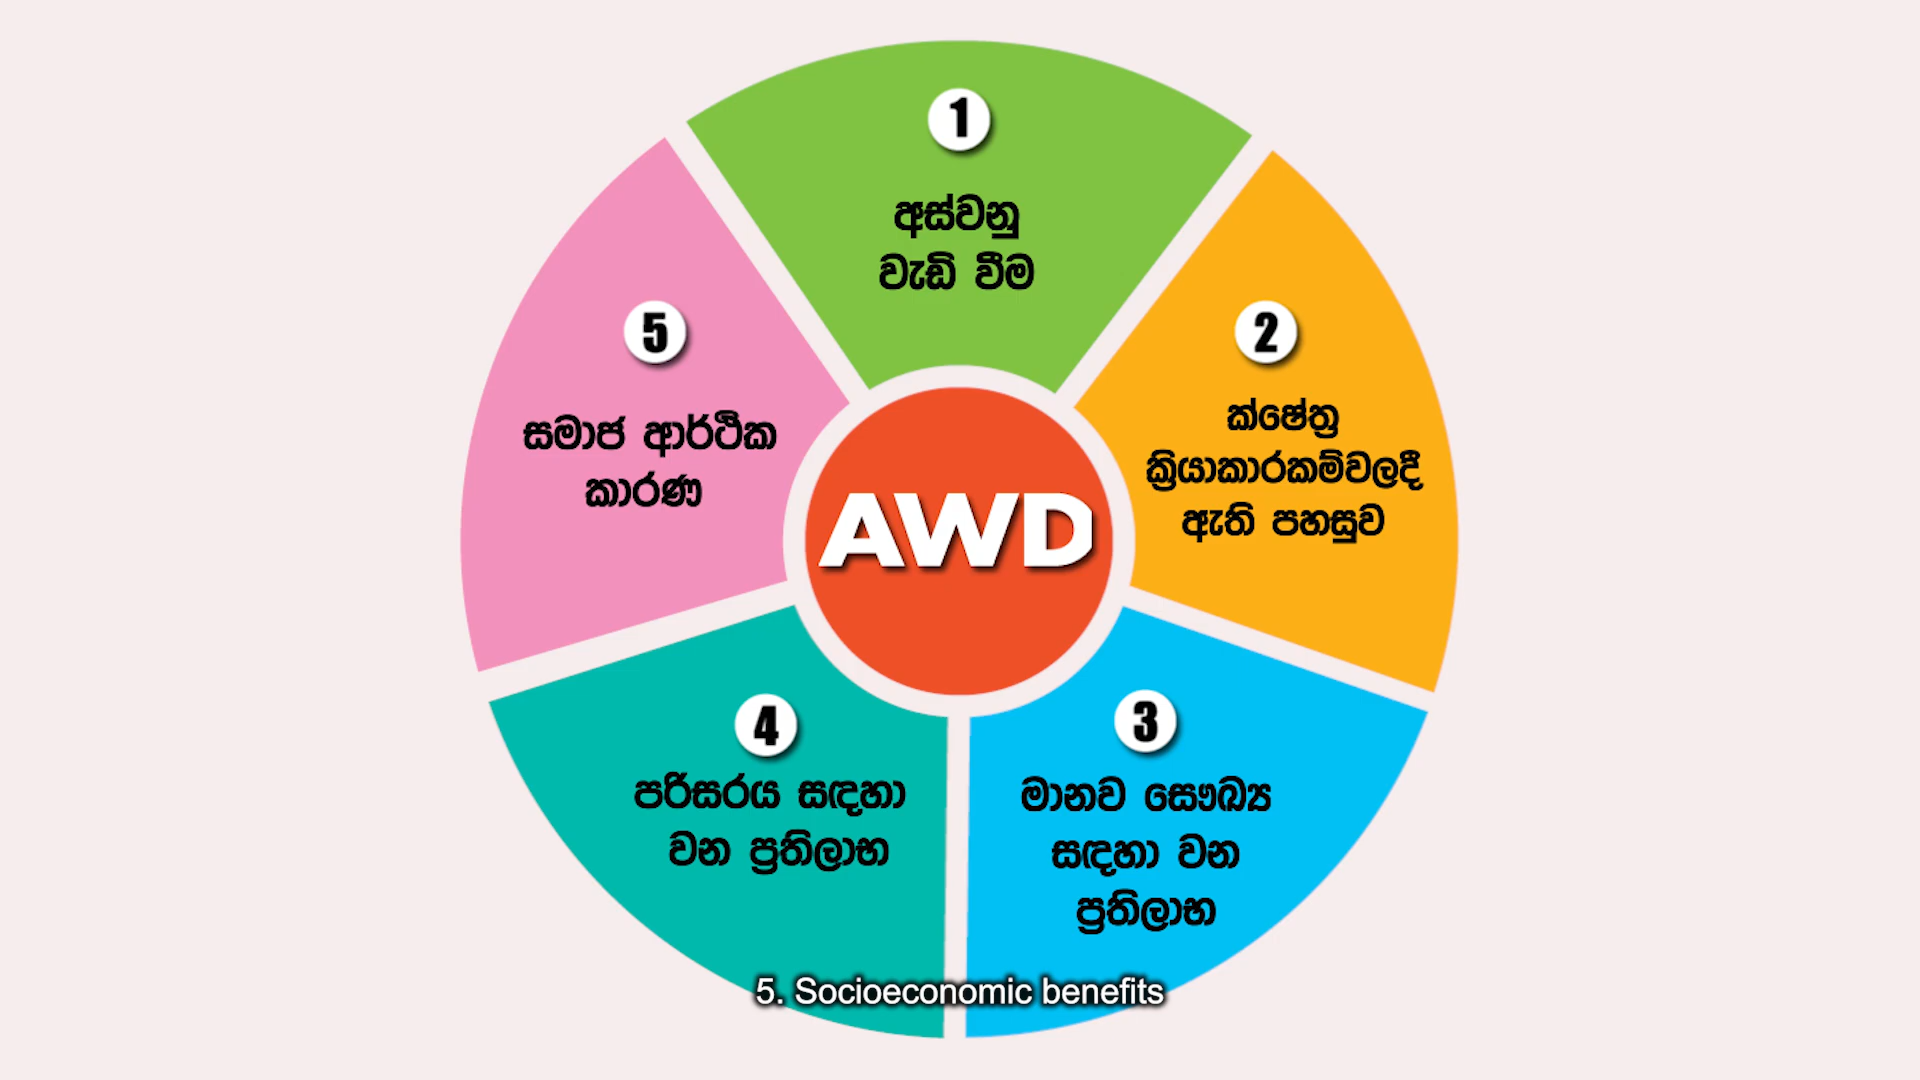 1
අස්වනු
වැඩි වීම
2
ක්ෂේත්‍ර
ක්‍රියාකාරකම්වලදී
ඇති පහසුව
3
මානව සෞඛ්‍ය
සඳහා වන
ප්‍රතිලාභ
4
පරිසරය සඳහා
වන ප්‍රතිලාභ
5
සමාජ ආර්ථික
කාරණ
AWD
5. Socioeconomic benefits